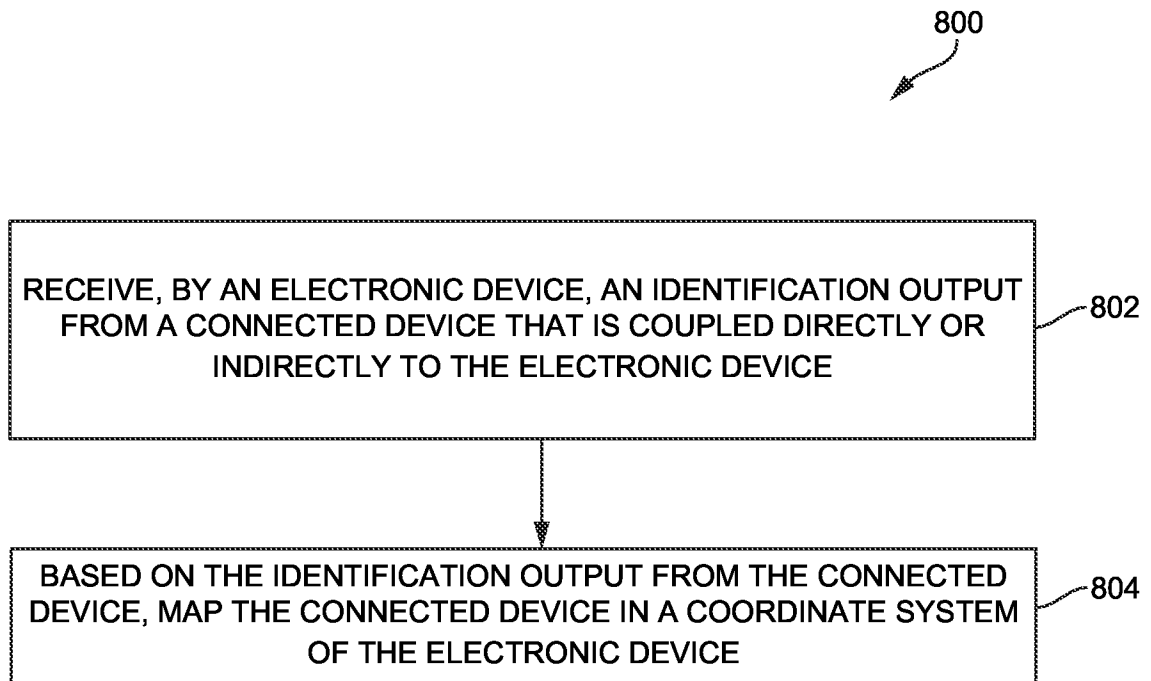 800
RECEIVE, BY AN ELECTRONIC DEVICE, AN IDENTIFICATION OUTPUT
FROM A CONNECTED DEVICE THAT IS COUPLED DIRECTLY OR
INDIRECTLY TO THE ELECTRONIC DEVICE
802
BASED ON THE IDENTIFICATION OUTPUT FROM THE CONNECTED
DEVICE, MAP THE CONNECTED DEVICE IN A COORDINATE SYSTEM
OF THE ELECTRONIC DEVICE
804